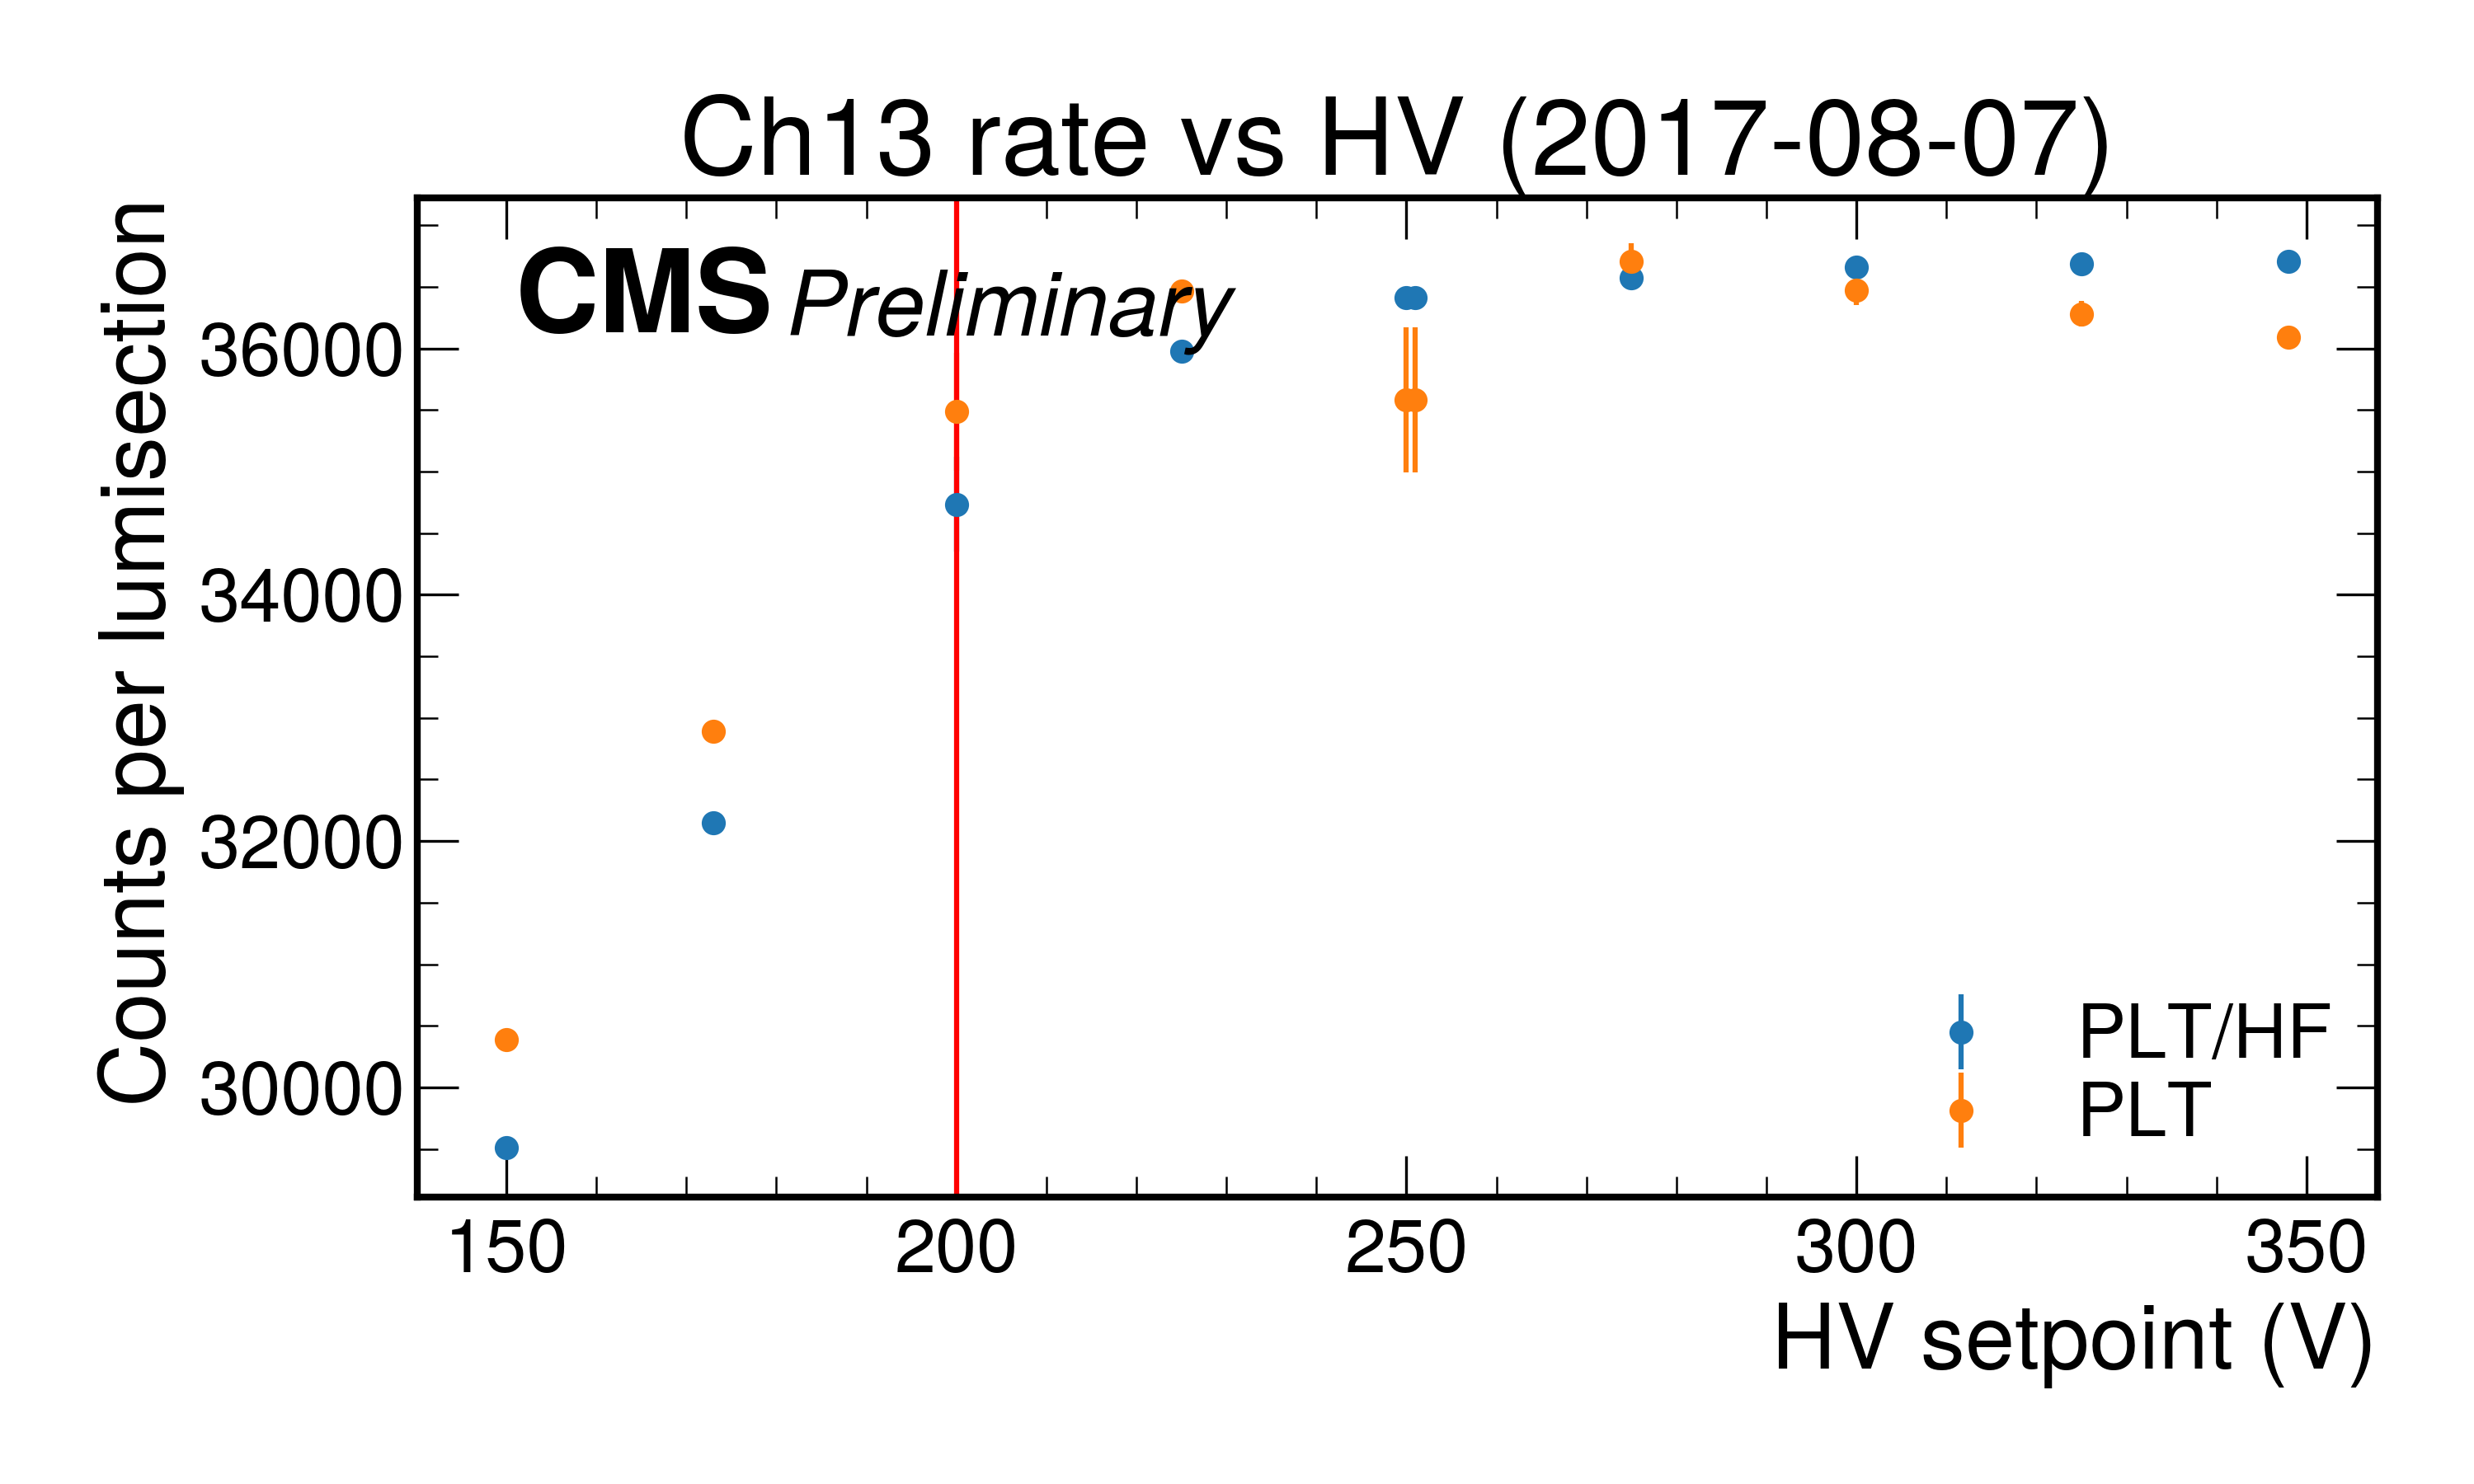 Ch13 rate vs HV (2017-08-07)
CMS Preliminary
Counts per lumisection
36000
34000
32000
30000
PLT/HF
PLT
150 200 250 300 350
HV setpoint (V)